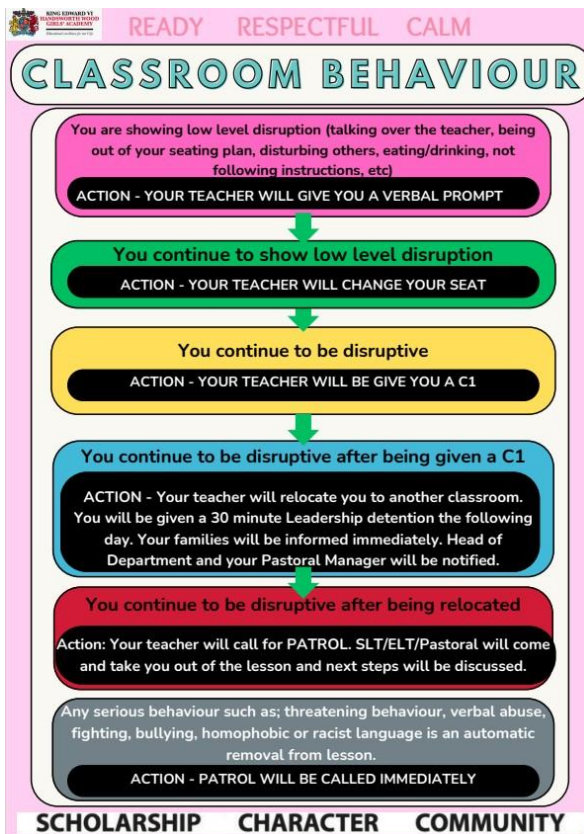 KING EDWARD VI
HANDSWORTH WOOD
GIRLS' ACADEMY
READY RESPECTFUL CALM
CLASSROOM BEHAVIOUR
You are showing low level disruption (talking over the teacher, being
out of your seating plan, disturbing others, eating/drinking, not
following instructions, etc)
ACTION - YOUR TEACHER WILL GIVE YOU A VERBAL PROMPT
You continue to show low level disruption
ACTION - YOUR TEACHER WILL CHANGE YOUR SEAT
You continue to be disruptive
ACTION - YOUR TEACHER WILL BE GIVE YOU A C1
You continue to be disruptive after being given a C1
ACTION - Your teacher will relocate you to another classroom.
You will be given a 30 minute Leadership detention the following
day. Your families will be informed immediately. Head of
Department and your Pastoral Manager will be notified.
You continue to be disruptive after being relocated
Action: Your teacher will call for PATROL. SLT/ELT/Pastoral will come
and take you out of the lesson and next steps will be discussed.
Any serious behaviour such as; threatening behaviour, verbal abuse,
fighting, bullying, homophobic or racist language is an automatic
removal from lesson.
ACTION - PATROL WILL BE CALLED IMMEDIATELY
SCHOLARSHIP CHARACTER COMMUNITY